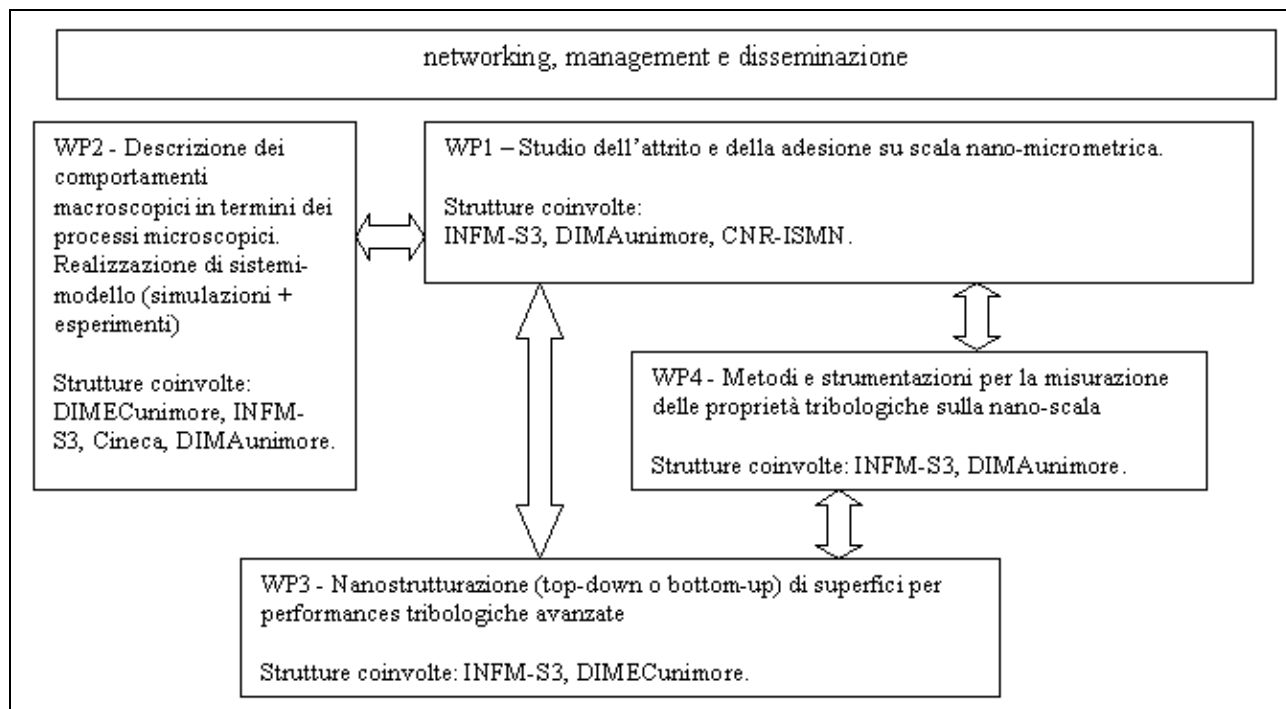 networking, management e disseminazione
WP2 - Descrizione dei
comportamenti
macroscopici in termini dei
processi microscopici.
Realizzazione di sistemi-
modello (simulazioni +
esperimenti)
Strutture coinvolte:
DIMECunimore, INFM-
S3, Cineca, DIMAunimore.
WP1 – Studio dell'attrito e della adesione su scala nano-micrometrica.
Strutture coinvolte:
INFM-S3, DIMAunimore, CNR-ISMN.
WP4 - Metodi e strumentazioni per la misurazione
delle proprietà tribologiche sulla nano-scala
Strutture coinvolte: INFM-S3, DIMAunimore.
WP3 - Nanostrutturazione (top-down o bottom-up) di superfici per
performances tribologiche avanzate
Strutture coinvolte: INFM-S3, DIMECunimore.